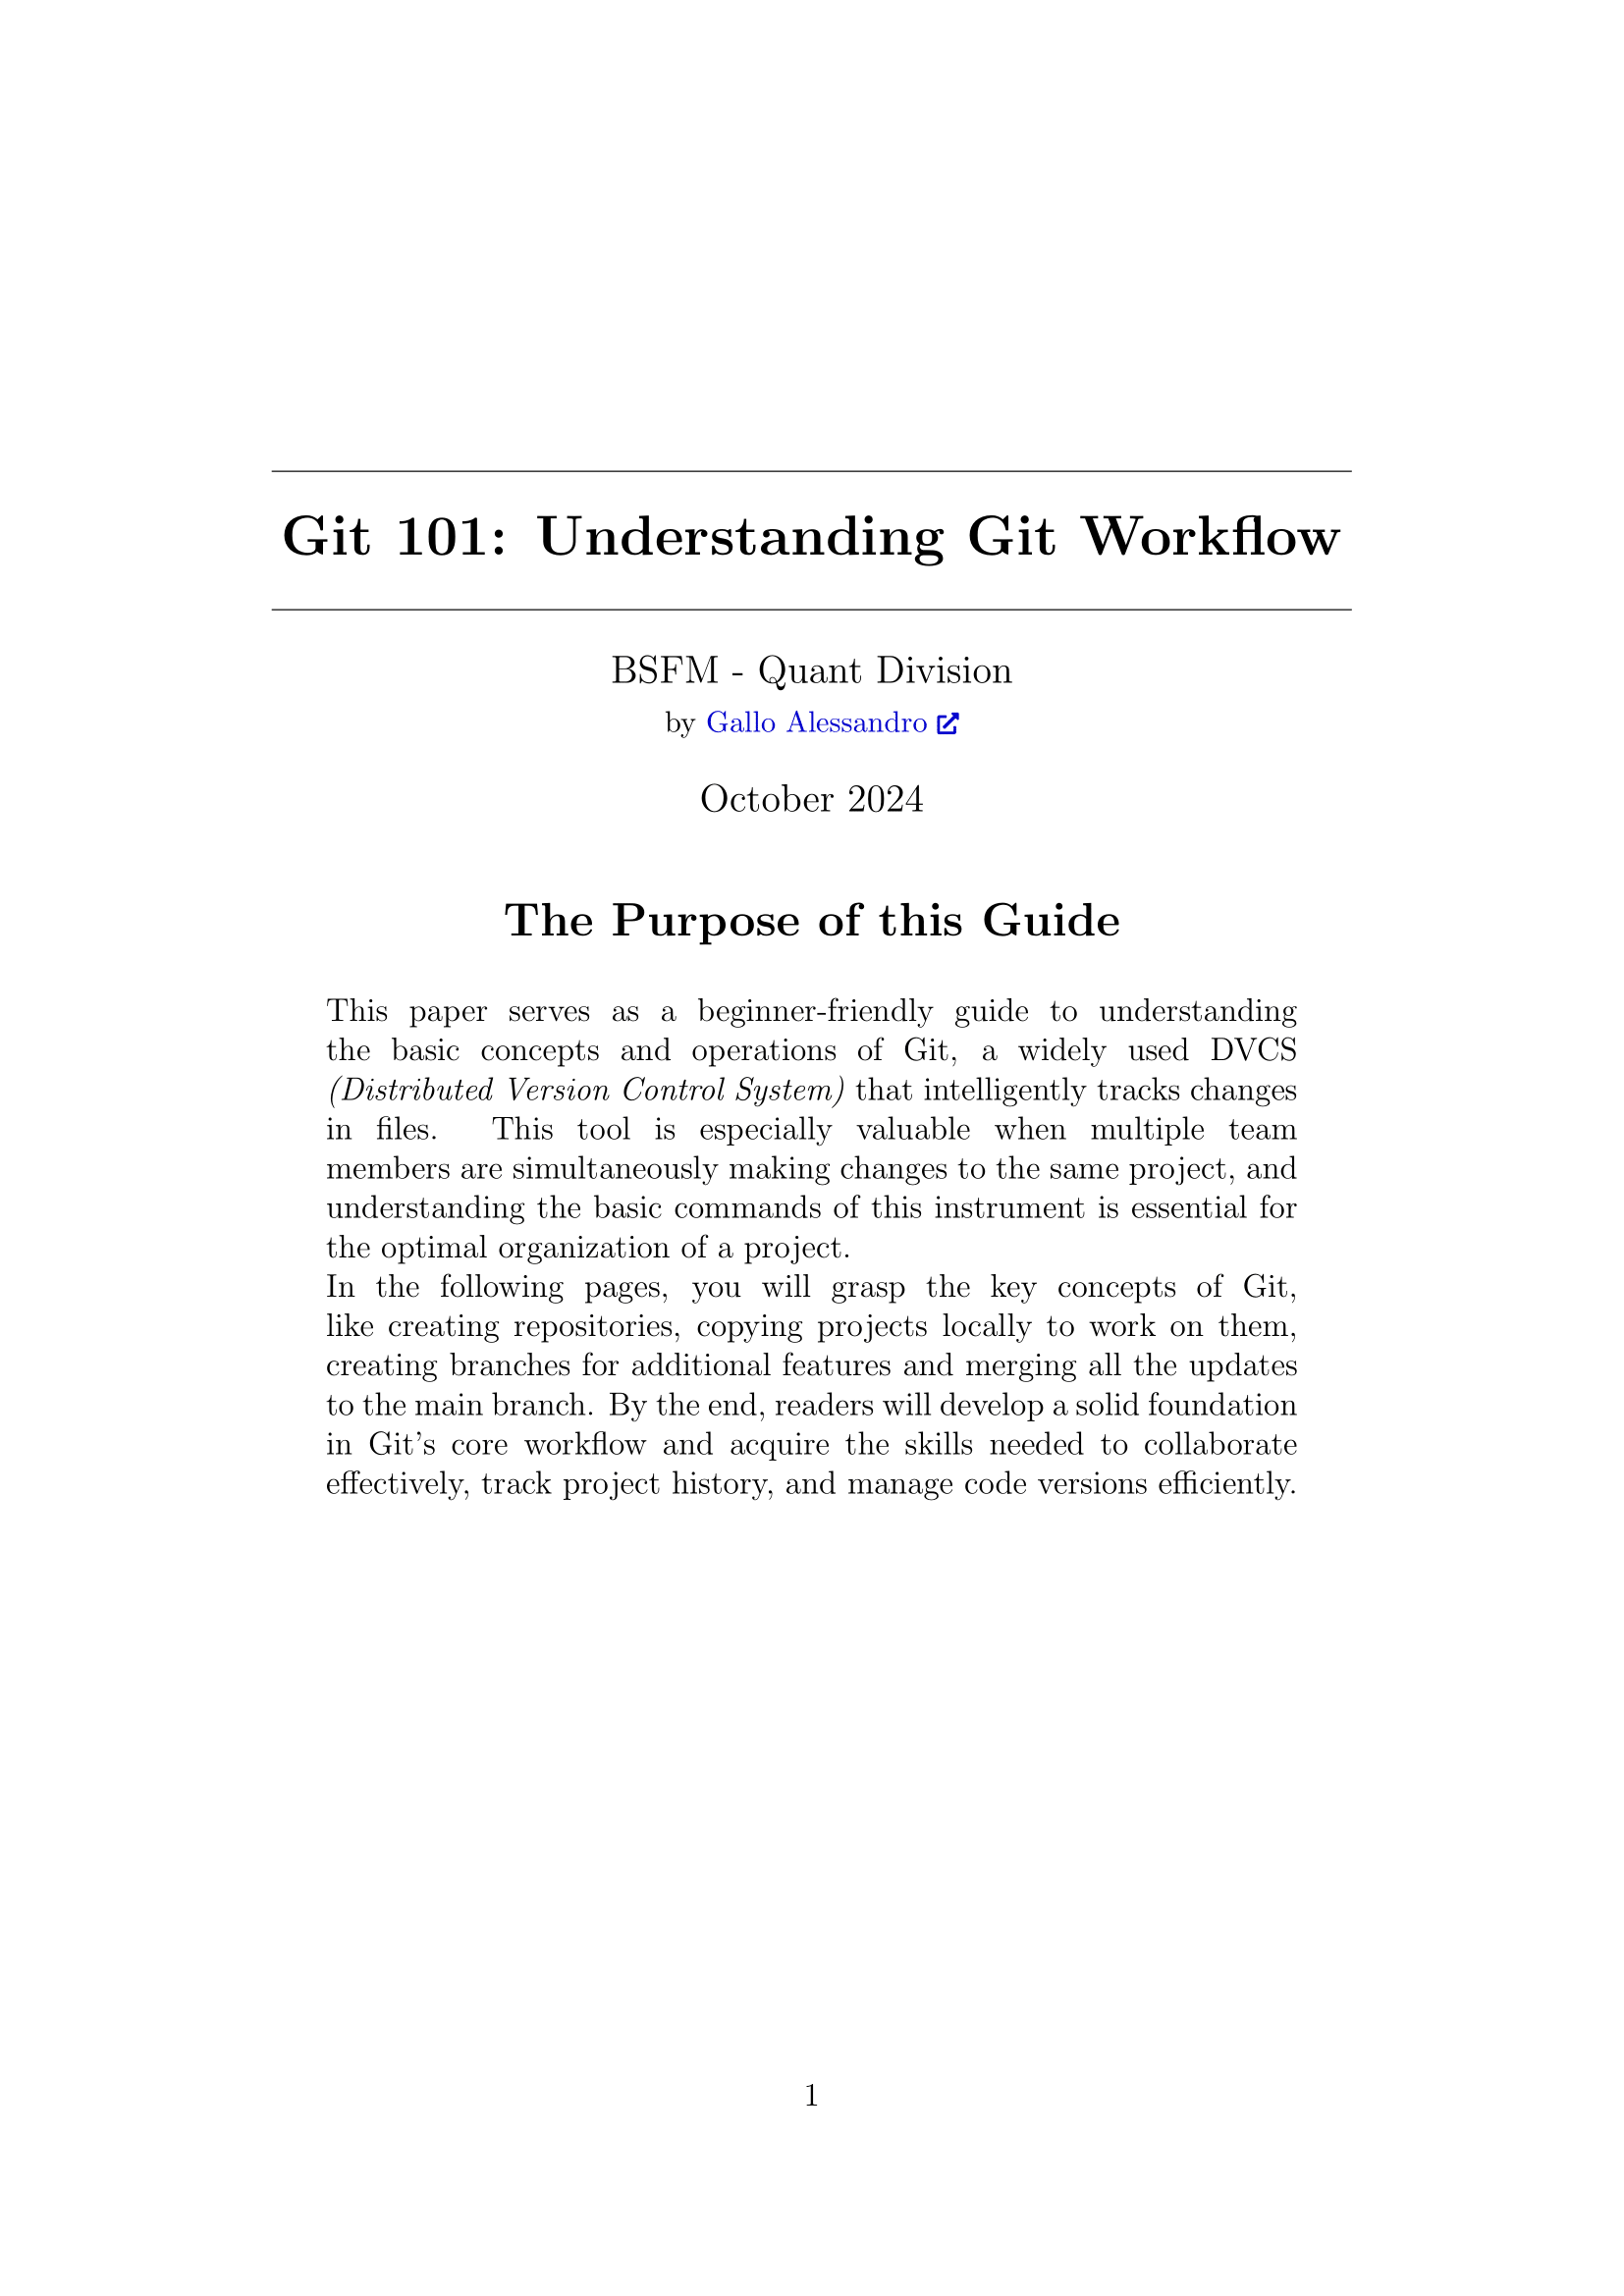 Git 101: Understanding Git Workflow
BSFM - Quant Division
by Gallo Alessandro
October 2024
The Purpose of this Guide
This paper serves as a beginner-friendly guide to understanding
the basic concepts and operations of Git, a widely used DVCS
(Distributed Version Control System) that intelligently tracks changes
in files. This tool is especially valuable when multiple team
members are simultaneously making changes to the same project, and
understanding the basic commands of this instrument is essential for
the optimal organization of a project.
In the following pages, you will grasp the key concepts of Git,
like creating repositories, copying projects locally to work on them,
creating branches for additional features and merging all the updates
to the main branch. By the end, readers will develop a solid foundation
in Git's core workflow and acquire the skills needed to collaborate
effectively, track project history, and manage code versions efficiently.
1